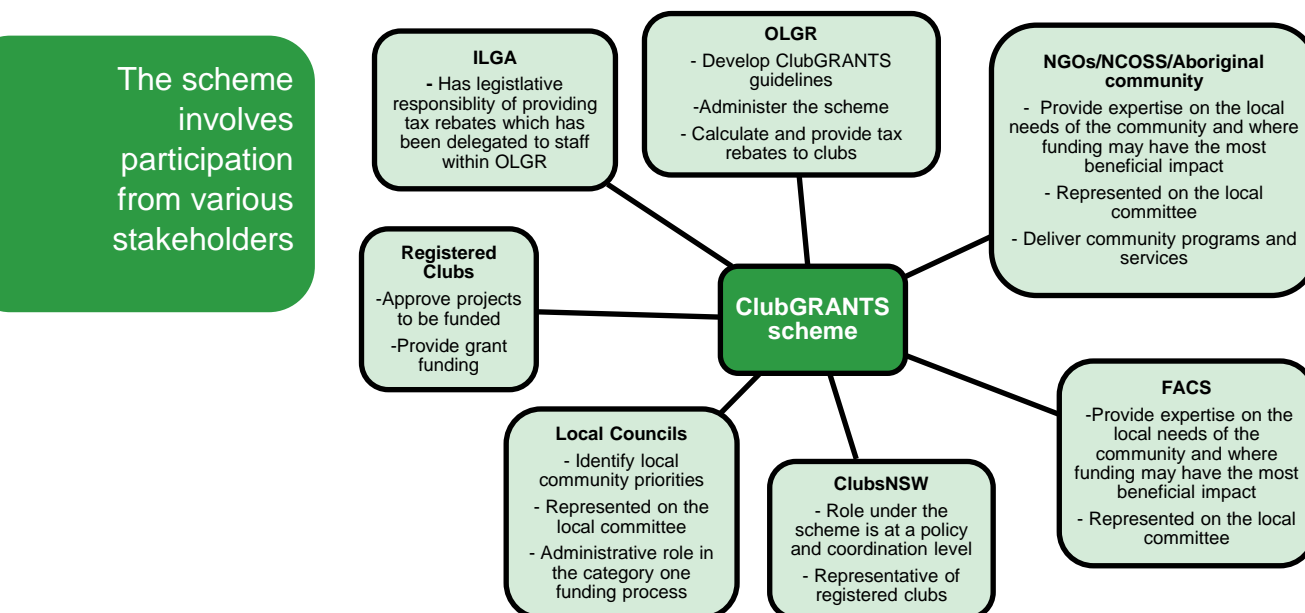 The scheme
involves
participation
from various
stakeholders
ILGA
- Has legistlative
responsiblity of providing
tax rebates which has
been delegated to staff
within OLGR
OLGR
- Develop ClubGRANTS
guidelines
-Administer the scheme
- Calculate and provide tax
rebates to clubs
NGOs/NCOSS/Aboriginal
community
- Provide expertise on the local
needs of the community and where
funding may have the most
beneficial impact
- Represented on the local
committee
- Deliver community programs and
services
Registered
Clubs
-Approve projects
to be funded
-Provide grant
funding
ClubGRANTS
scheme
FACS
-Provide expertise on the
local needs of the
community and where
funding may have the most
beneficial impact
- Represented on the local
committee
Local Councils
- Identify local
community priorities
- Represented on the
local committee
- Administrative role in
the category one
funding process
ClubsNSW
- Role under the
scheme is at a policy
and coordination level
- Representative of
registered clubs